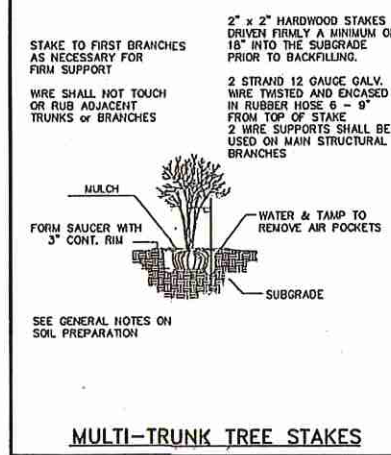 STAKE TO FIRST BRANCHES
AS NECESSARY FOR
FIRM SUPPORT
WIRE SHALL NOT TOUCH
OR RUB ADJACENT
TRUNKS or BRANCHES
2" x 2" HARDWOOD STAKES
DRIVEN FIRMLY A MINIMUM OF
18" INTO THE SUBGRADE
PRIOR TO BACKFILLING.
2 STRAND 12 GAUGE GALV.
WIRE TWISTED AND ENCASED
IN RUBBER HOSE 6 - 9"
FROM TOP OF STAKE
2 WIRE SUPPORTS SHALL BE
USED ON MAIN STRUCTURAL
BRANCHES
MULCH
FORM SAUCER WITH
3" CONT. RIM
WATER & TAMP TO
REMOVE AIR POCKETS
SUBGRADE
SEE GENERAL NOTES ON
SOIL PREPARATION
MULTI-TRUNK TREE STAKES